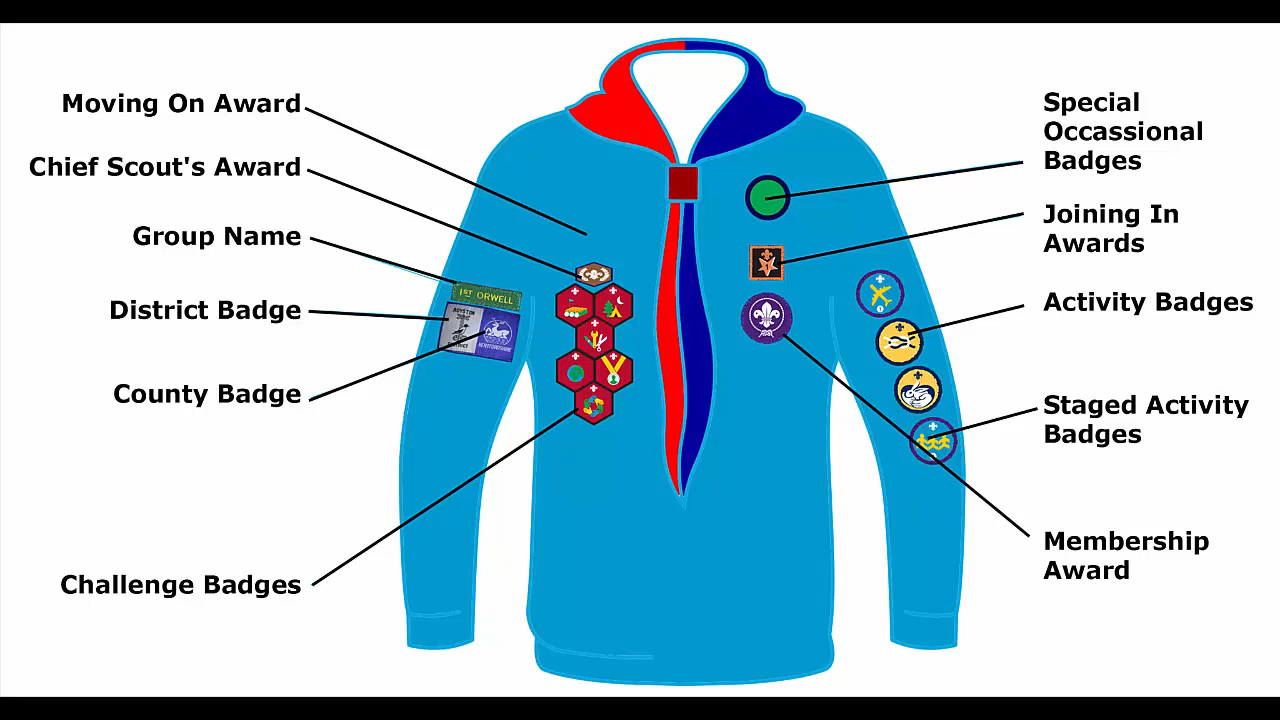 Moving On Award
Chief Scout's Award
Group Name
District Badge
County Badge
Challenge Badges
1ST ORWELL
ROYSTON
DISTRICT
HERTFORDSHIRE
Special
Occassional
Badges
Joining In
Awards
Activity Badges
Staged Activity
Badges
Membership
Award